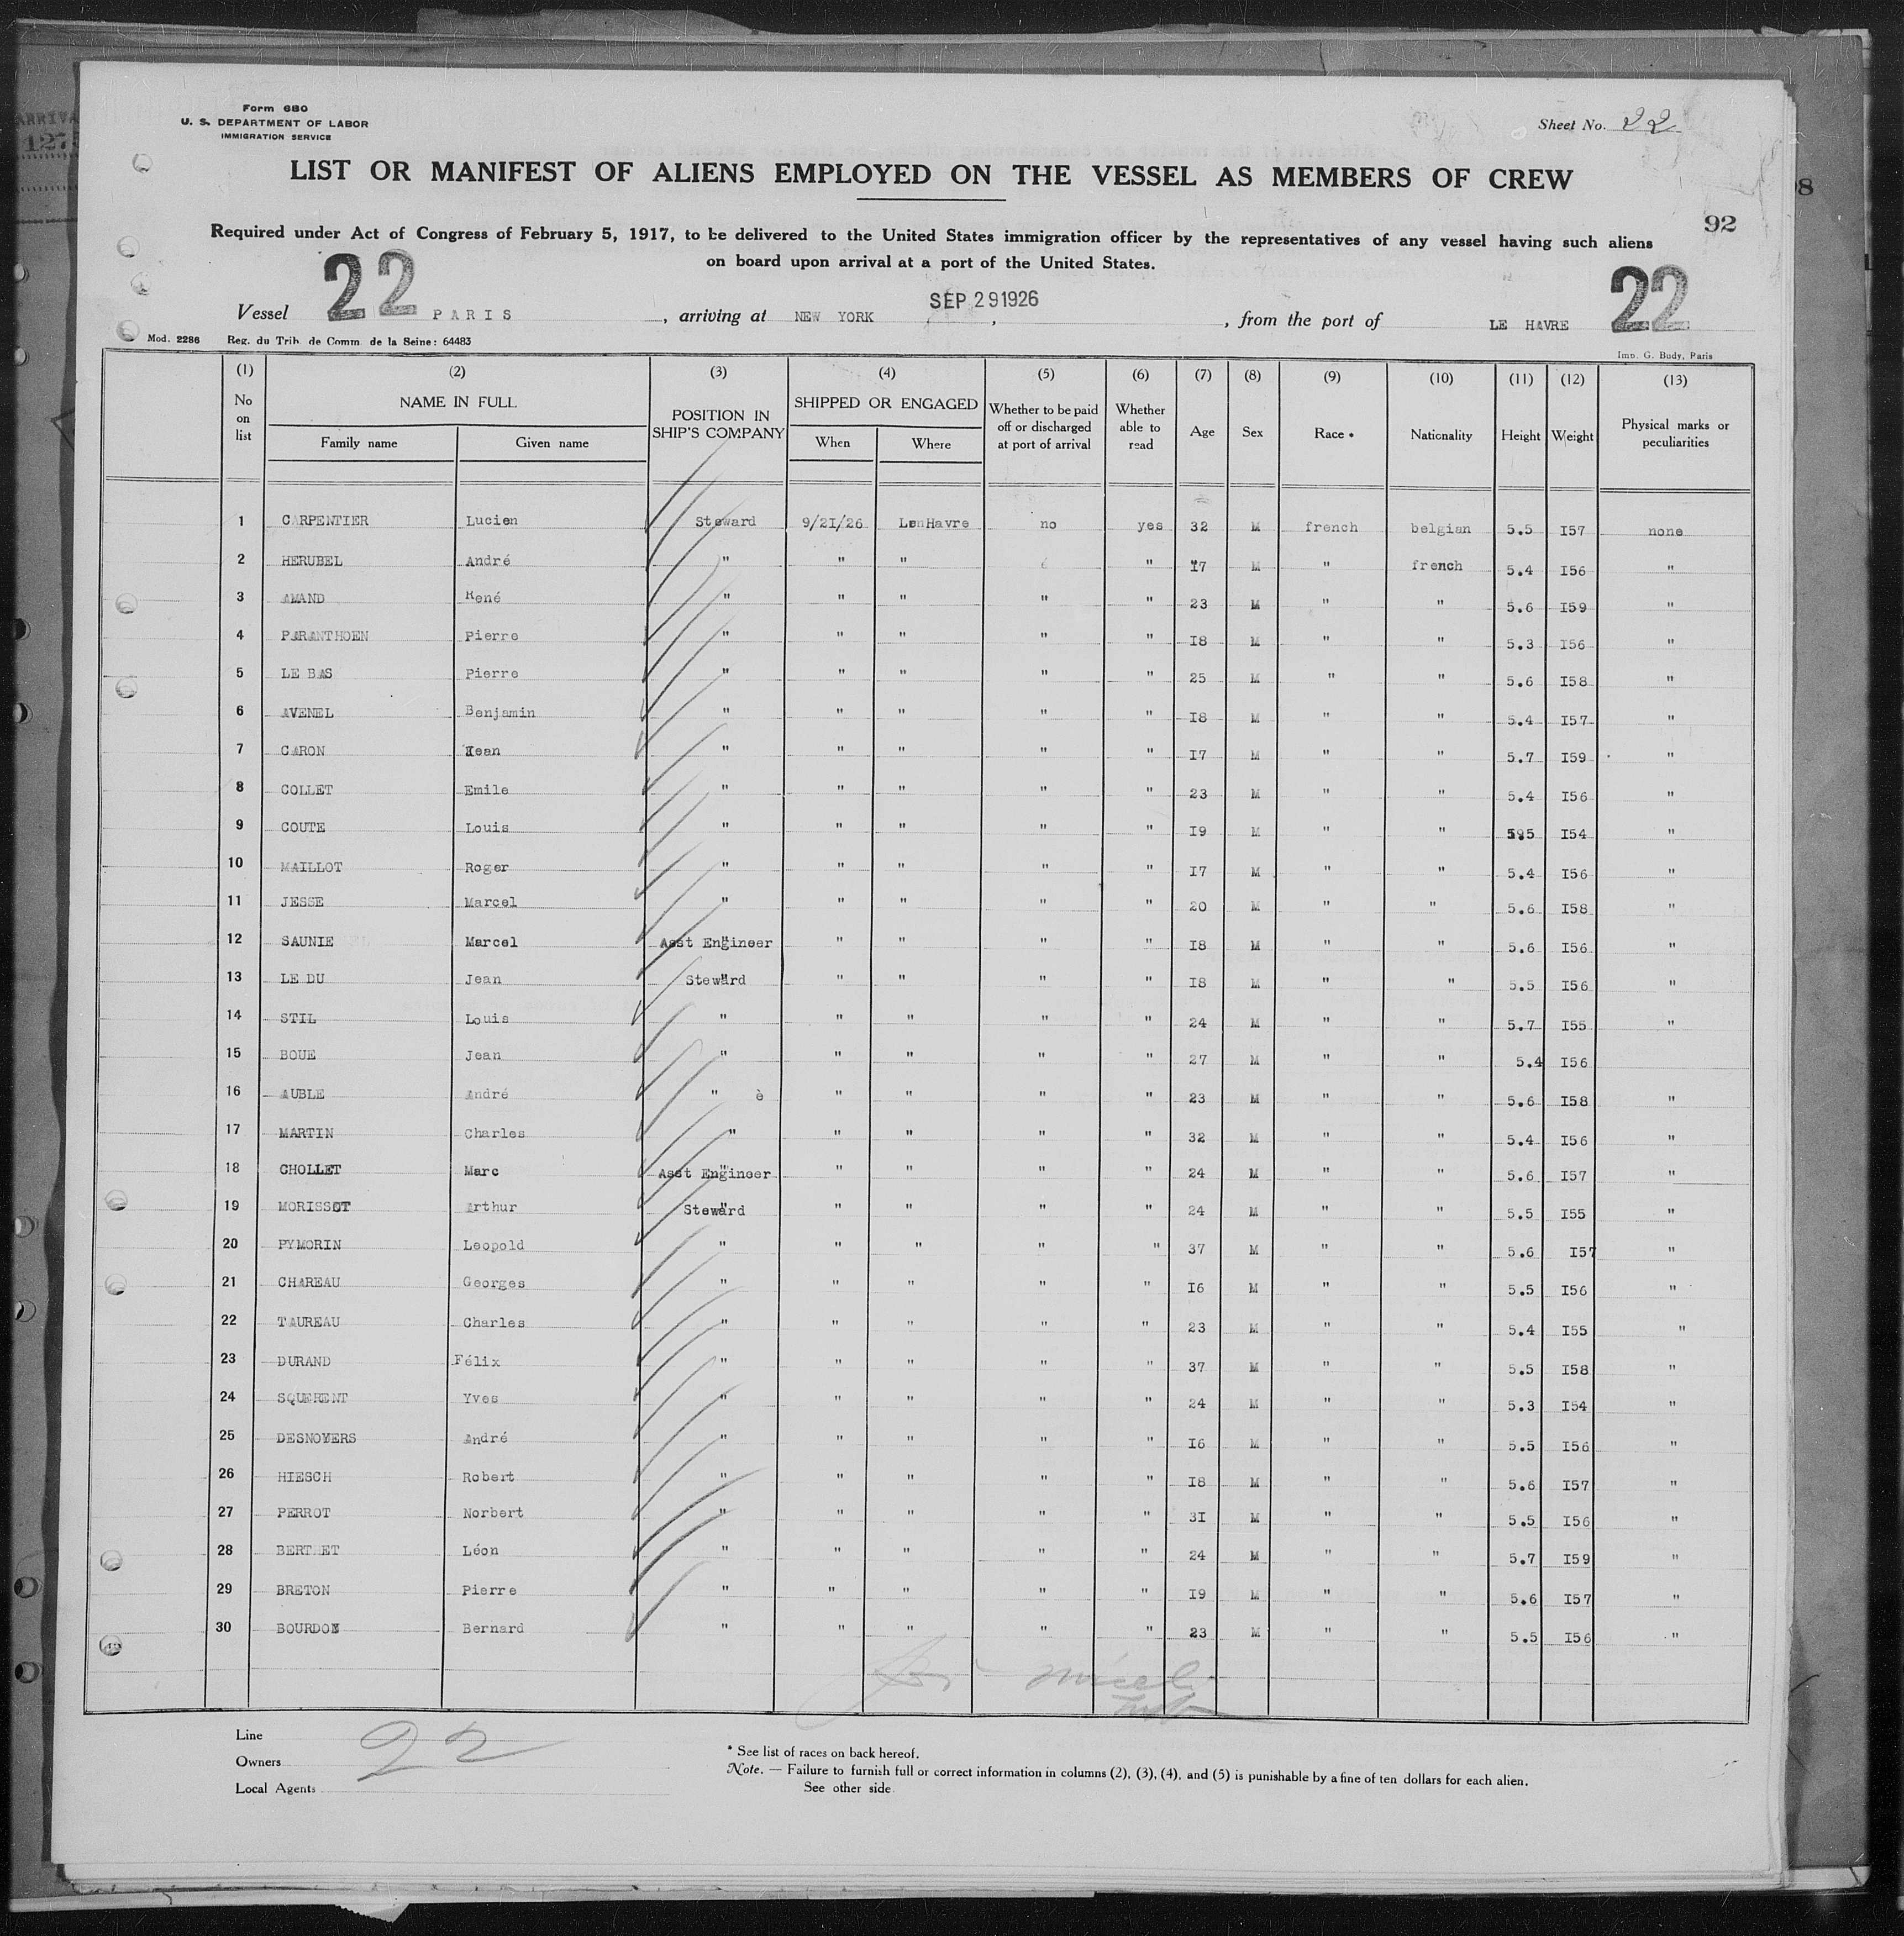 ARRIVA
127
Form 680
U. S. DEPARTMENT OF LABOR
IMMIGRATION SERVICE
Sheet No. 22
LIST OR MANIFEST OF ALIENS EMPLOYED ON THE VESSEL AS MEMBERS OF CREW
92
Required under Act of Congress of February 5, 1917, to be delivered to the United States immigration officer by the representatives of any vessel having such aliens
on board upon arrival at a port of the United States.
22 22
Vessel PARIS, arriving at NEW YORK SEP 29 1926, from the port of LE HAVRE
Mod. 2286 Reg. du Trib. de Comm. de la Seine: 64483 Imp. G. Budy, Paris
(1) (2) (3) (4) (5) (6) (7) (8) (9) (10) (11) (12) (13)
No on list NAME IN FULL Family name Given name POSITION IN SHIP'S COMPANY SHIPPED OR ENGAGED When Where Whether to be paid off or discharged at port of arrival Whether able to read Age Sex Race * Nationality Height Weight Physical marks or peculiarities
1 CARPENTIER Lucien Steward 9/21/26 Le Havre no yes 32 M french belgian 5.5 I57 none
2 HERUBEL André " " " " I7 M " french 5.4 I56 "
3 AMAND René " " " " " 23 M " " 5.6 I59 "
4 PARANTHOEN Pierre " " " " " I8 M " " 5.3 I56 "
5 LE BAS Pierre " " " " " 25 M " " 5.6 I58 "
6 AVENEL Benjamin " " " " " I8 M " " 5.4 I57 "
7 CARON Jean " " " " " I7 M " " 5.7 I59 "
8 COLLET Emile " " " " " 23 M " " 5.4 I56 "
9 COUTE Louis " " " " " I9 M " " 5.5 I54 "
10 MAILLOT Roger " " " " " I7 M " " 5.4 I56 "
11 JESSE Marcel " " " " " 20 M " " 5.6 I58 "
12 SAUNIE Marcel Asst Engineer " " " " I8 M " " 5.6 I56 "
13 LE DU Jean Steward " " " " I8 M " " 5.5 I56 "
14 STIL Louis " " " " " 24 M " " 5.7 I55 "
15 BOUE Jean " " " " " 27 M " " 5.4 I56
16 AUBLE André " è " " " " 23 M " " 5.6 I58 "
17 MARTIN Charles " " " " " 32 M " " 5.4 I56 "
18 CHOLLET Marc Asst Engineer " " " " 24 M " " 5.6 I57 "
19 MORISSOT Arthur Steward " " " " 24 M " " 5.5 I55 "
20 PYMORIN Leopold " " " " " 37 M " " 5.6 I57 "
21 CHAREAU Georges " " " " " I6 M " " 5.5 I56 "
22 TAUREAU Charles " " " " " 23 M " " 5.4 I55 "
23 DURAND Félix " " " " " 37 M " " 5.5 I58 "
24 SQUERENT Yves " " " " " 24 M " " 5.3 I54 "
25 DESNOYERS André " " " " " I6 M " " 5.5 I56 "
26 HIESCH Robert " " " " " I8 M " " 5.6 I57 "
27 PERROT Norbert " " " " " 3I M " " 5.5 I56 "
28 BERTHET Léon " " " " " 24 M " " 5.7 I59 "
29 BRETON Pierre " " " " " I9 M " " 5.6 I57 "
30 BOURDON Bernard " " " " " 23 M " " 5.5 I56 "
Line
Owners
Local Agents
22
* See list of races on back hereof.
Note. — Failure to furnish full or correct information in columns (2), (3), (4), and (5) is punishable by a fine of ten dollars for each alien.
See other side